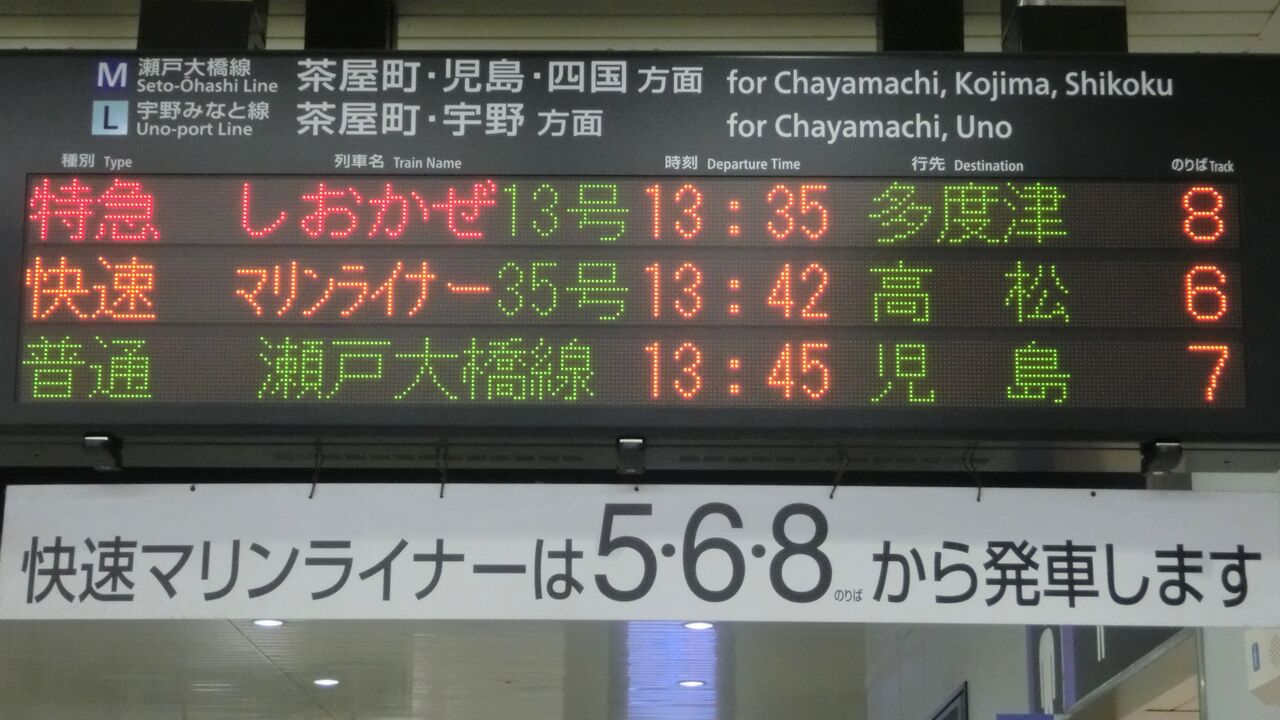 M 瀬戸大橋線 Seto-Ohashi Line 茶屋町・児島・四国 方面 for Chayamachi, Kojima, Shikoku
L 宇野みなと線 Uno-port Line 茶屋町・宇野 方面 for Chayamachi, Uno
種別 Type 列車名 Train Name 時刻 Departure Time 行先 Destination のりば Track
特急 しおかぜ13号 13:35 多度津 8
快速 マリンライナー35号 13:42 高松 6
普通 瀬戸大橋線 13:45 児島 7
快速マリンライナーは5・6・8のりばから発車します